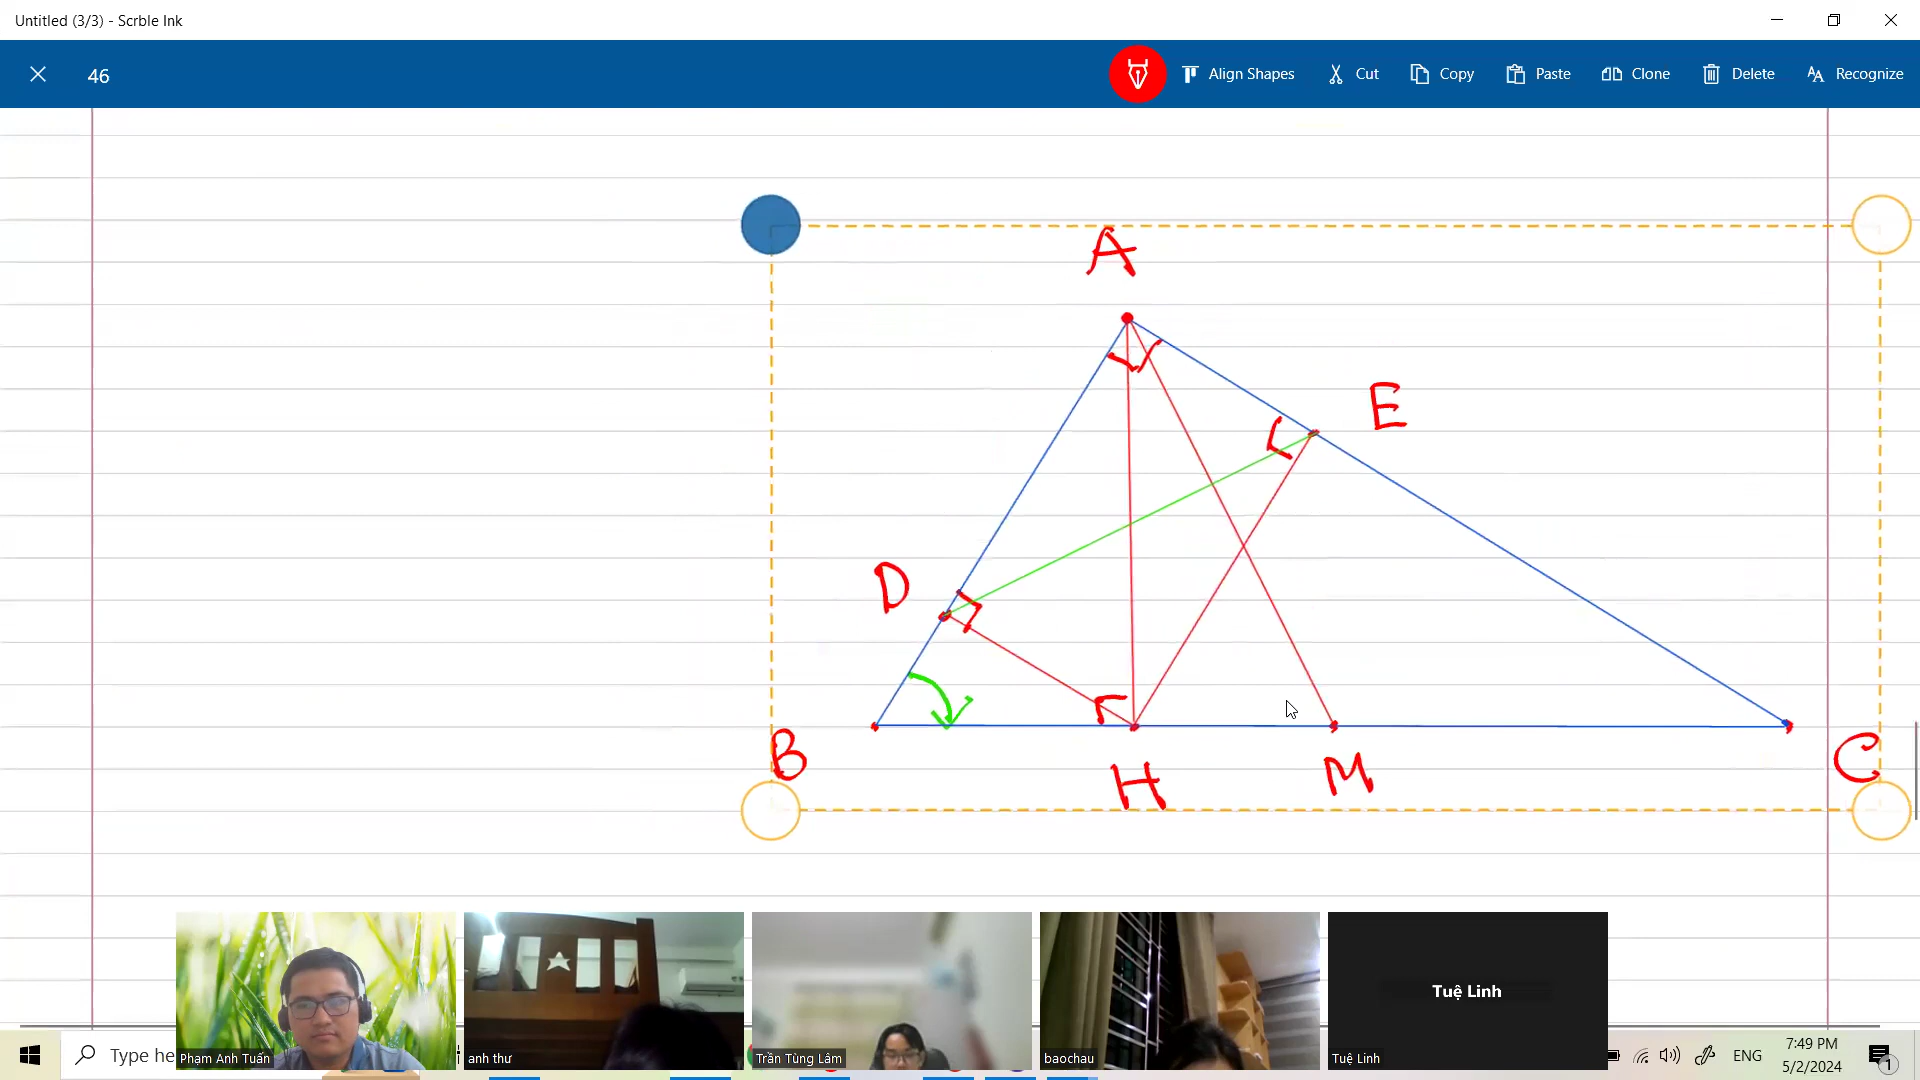 Untitled (3/3) - Scrble Ink
46
Align Shapes
Cut
Copy
Paste
Clone
Delete
Recognize
A
E
D
B
H
M
C
Tuệ Linh
Phạm Anh Tuấn
anh thư
Trần Tùng Lâm
baochau
Tuệ Linh
Type he
ENG
7:49 PM
5/2/2024
1